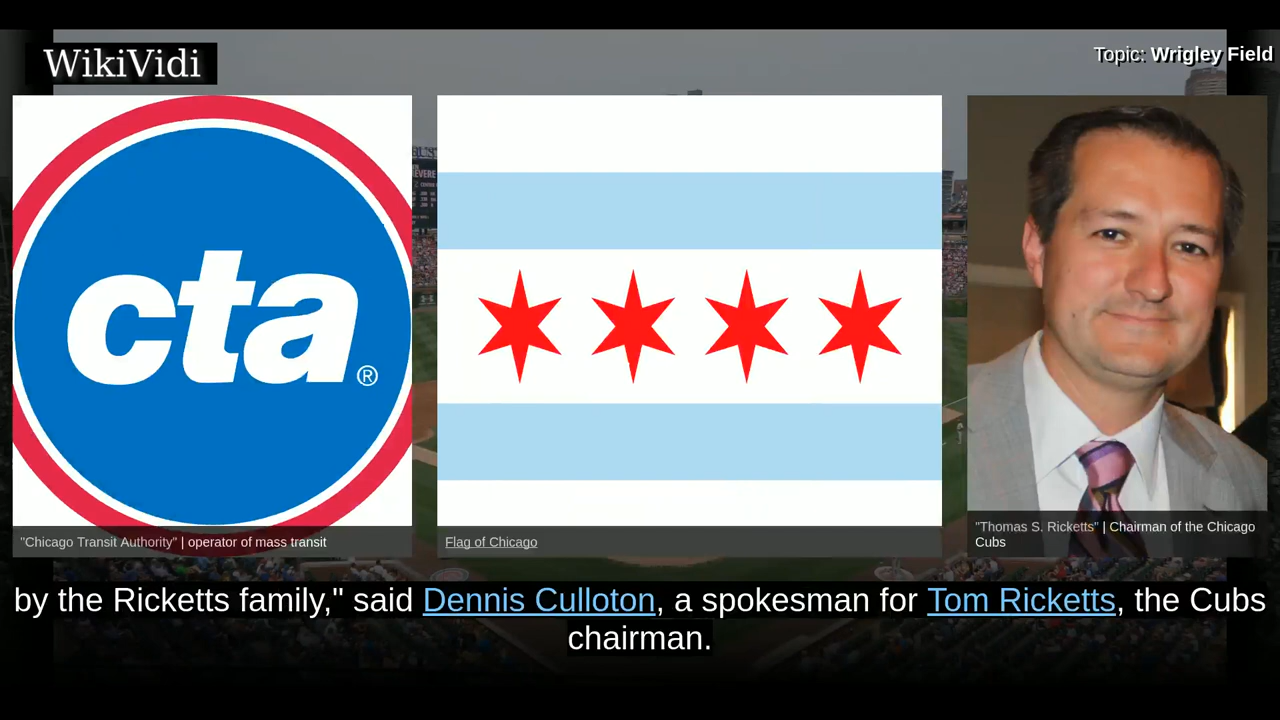 WikiVidi
Topic: Wrigley Field
cta®
"Chicago Transit Authority" | operator of mass transit
Flag of Chicago
"Thomas S. Ricketts" | Chairman of the Chicago
Cubs
by the Ricketts family," said Dennis Culloton, a spokesman for Tom Ricketts, the Cubs
chairman.